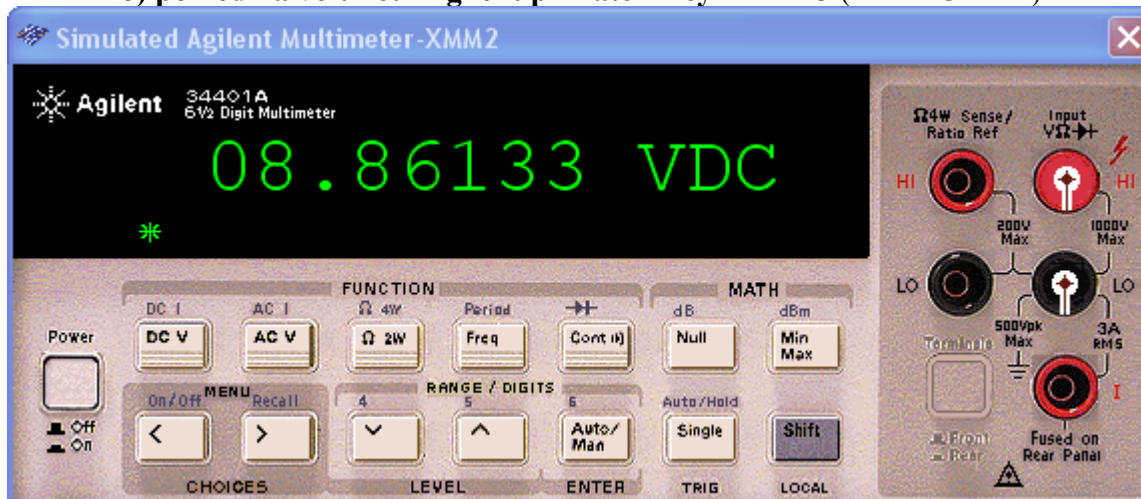 Simulated Agilent Multimeter-XMM2
Agilent 34401A
6½ Digit Multimeter
08.86133 VDC
Ω4W Sense/
Ratio Ref
Input
VΩ
HI
HI
200V
Max
1000V
Max
LO
LO
500Vpk
Max
3A
RMS
Terminals
I
Front
Rear
Fused on
Rear Panal
FUNCTION
MATH
DC I
AC I
Ω 4W
Period
dB
dBm
Power
DC V
AC V
Ω 2W
Freq
Cont
Null
Min
Max
MENU
RANGE / DIGITS
On/Off
Recall
4
5
6
Auto/Hold
Off
On
<
>
Auto/
Man
Single
Shift
CHOICES
LEVEL
ENTER
TRIG
LOCAL